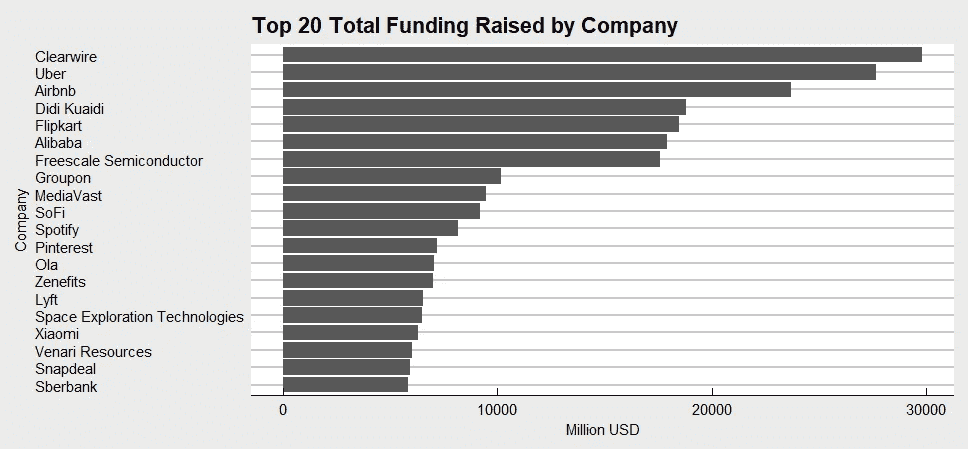 Top 20 Total Funding Raised by Company
Company
Clearwire
Uber
Airbnb
Didi Kuaidi
Flipkart
Alibaba
Freescale Semiconductor
Groupon
MediaVast
SoFi
Spotify
Pinterest
Ola
Zenefits
Lyft
Space Exploration Technologies
Xiaomi
Venari Resources
Snapdeal
Sberbank
0 10000 20000 30000
Million USD